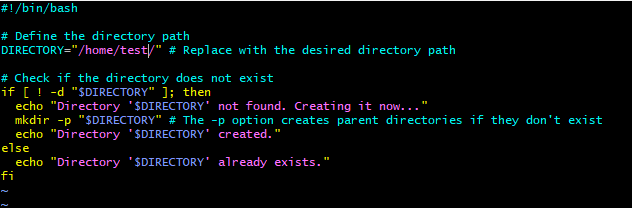 #!/bin/bash

# Define the directory path
DIRECTORY="/home/test/" # Replace with the desired directory path

# Check if the directory does not exist
if [ ! -d "$DIRECTORY" ]; then
  echo "Directory '$DIRECTORY' not found. Creating it now..."
  mkdir -p "$DIRECTORY" # The -p option creates parent directories if they don't exist
  echo "Directory '$DIRECTORY' created."
else
  echo "Directory '$DIRECTORY' already exists."
fi
~
~